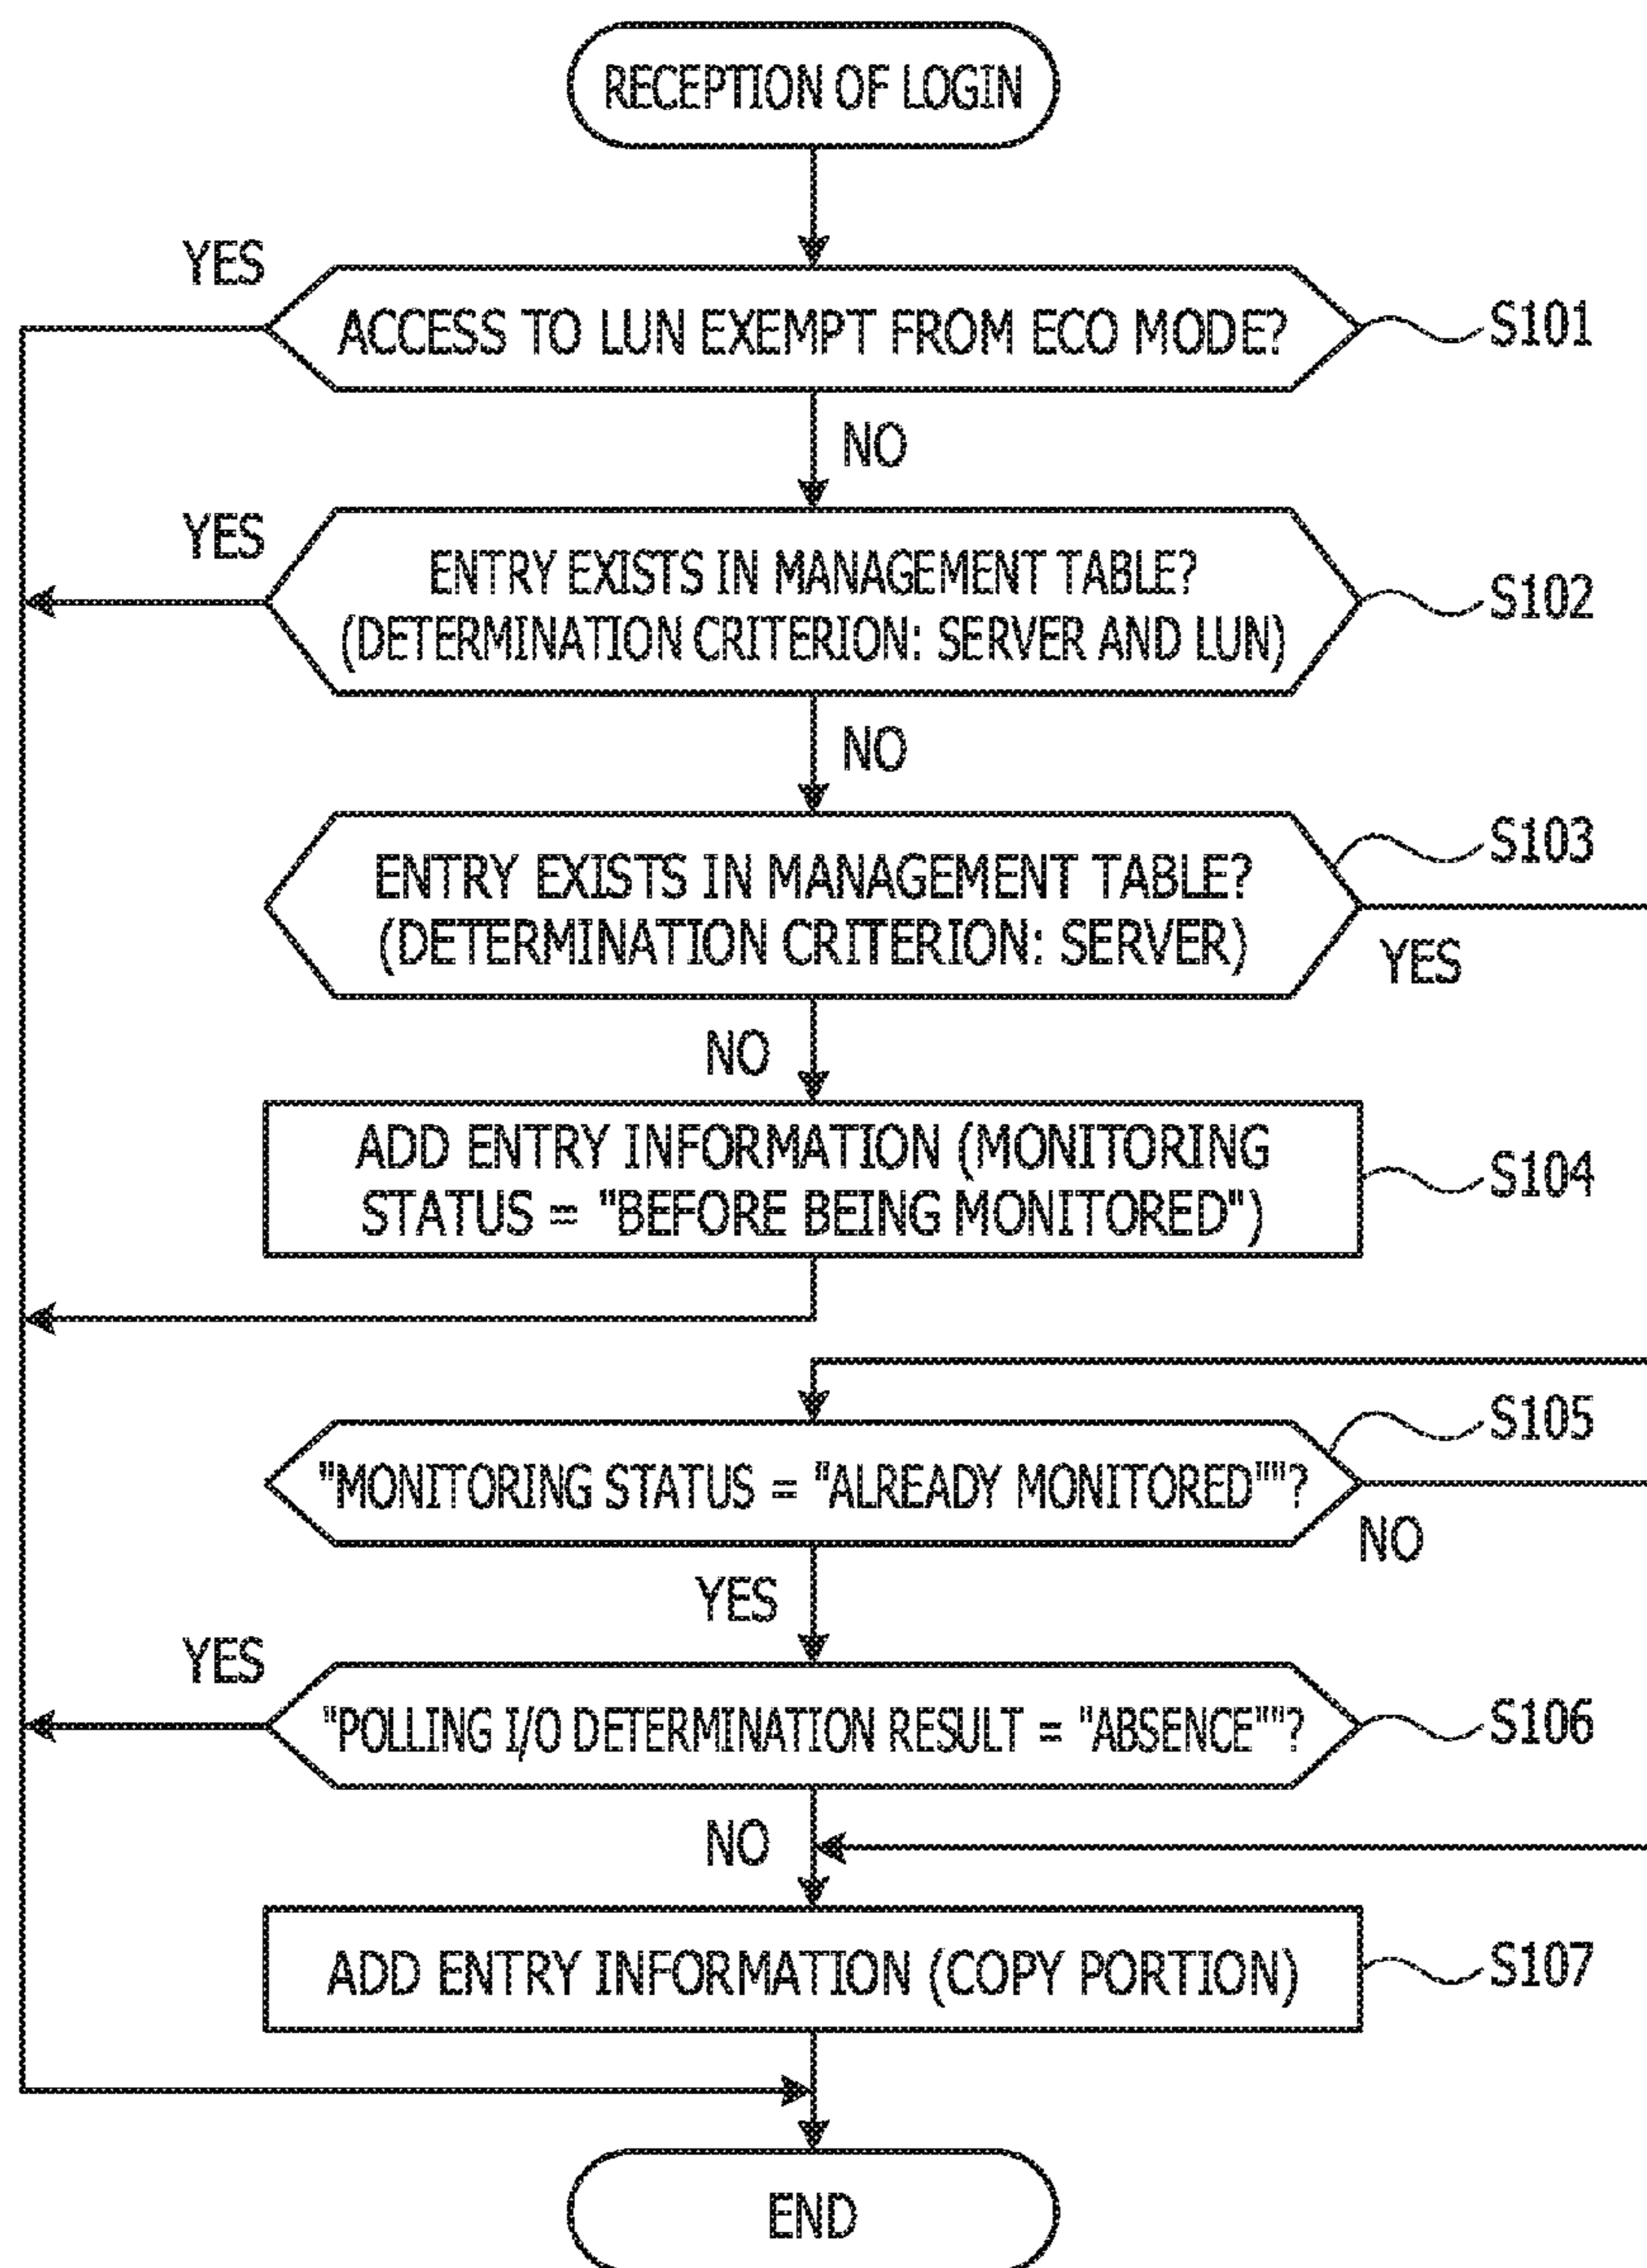 RECEPTION OF LOGIN
YES
ACCESS TO LUN EXEMPT FROM ECO MODE?
S101
NO
YES
ENTRY EXISTS IN MANAGEMENT TABLE?
(DETERMINATION CRITERION: SERVER AND LUN)
S102
NO
ENTRY EXISTS IN MANAGEMENT TABLE?
(DETERMINATION CRITERION: SERVER)
S103
YES
NO
ADD ENTRY INFORMATION (MONITORING
STATUS = "BEFORE BEING MONITORED")
S104
"MONITORING STATUS = "ALREADY MONITORED""?
S105
NO
YES
YES
"POLLING I/O DETERMINATION RESULT = "ABSENCE""?
S106
NO
ADD ENTRY INFORMATION (COPY PORTION)
S107
END